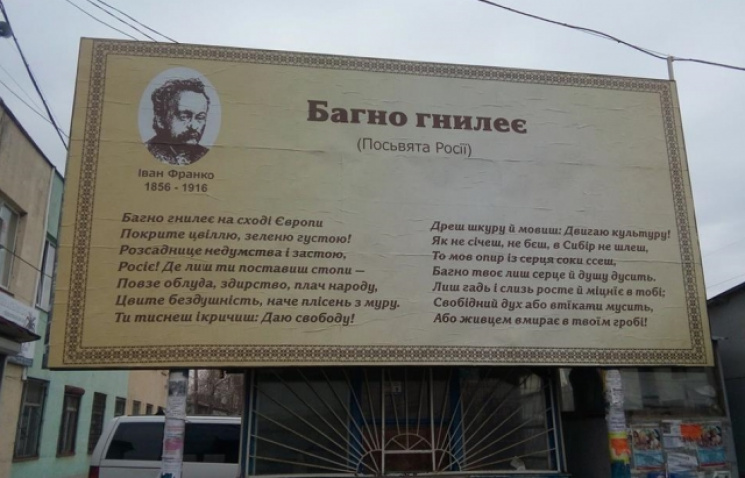 Багно гнилеє
(Посьвята Росії)
Іван Франко
1856 - 1916
Багно гнилеє на сході Європи
Покрите цвіллю, зеленю густою!
Розсаднице недумства і застою,
Росіє! Де лиш ти поставиш стопи —
Повзе облуда, здирство, плач народу,
Цвите бездушність, наче плісень з муру.
Ти тиснеш ікричиш: Даю свободу!
Дреш шкуру й мовиш: Двигаю культуру!
Як не січеш, не бєш, в Сибір не шлеш,
То мов опир із серця соки ссеш,
Багно твоє лиш серце й душу дусить.
Лиш гадь і слизь росте й міцніє в тобі;
Свобідний дух або втікати мусить,
Або живцем вмирає в твоїм гробі!